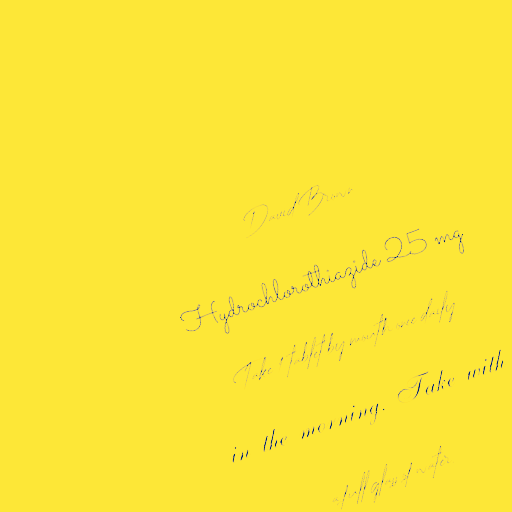 David Brown
Hydrochlorothiazide 25 mg
Take 1 tablet by mouth once daily
in the morning. Take with
a full glass of water